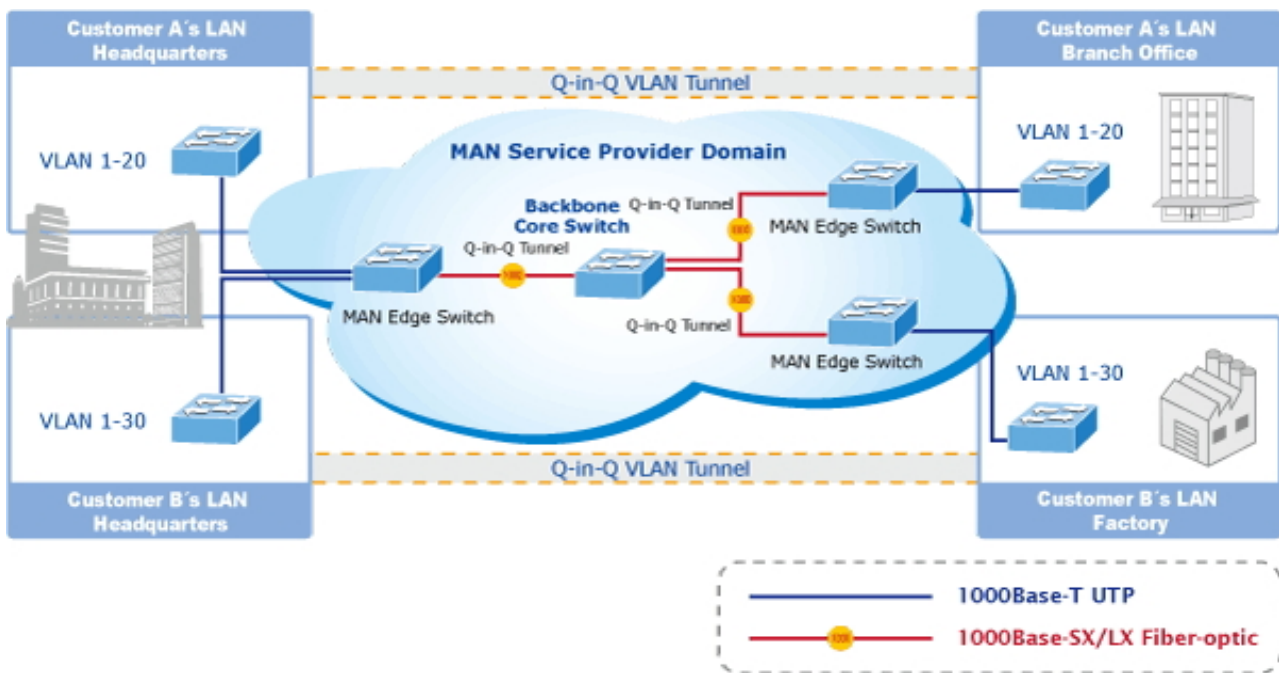 Customer A´s LAN
Headquarters
Customer A´s LAN
Branch Office
Q-in-Q VLAN Tunnel
VLAN 1-20
VLAN 1-20
MAN Service Provider Domain
Q-in-Q Tunnel
Backbone
Core Switch
MAN Edge Switch
Q-in-Q Tunnel
MAN Edge Switch
Q-in-Q Tunnel
MAN Edge Switch
VLAN 1-30
VLAN 1-30
Q-in-Q VLAN Tunnel
Customer B´s LAN
Headquarters
Customer B´s LAN
Factory
1000Base-T UTP
1000Base-SX/LX Fiber-optic